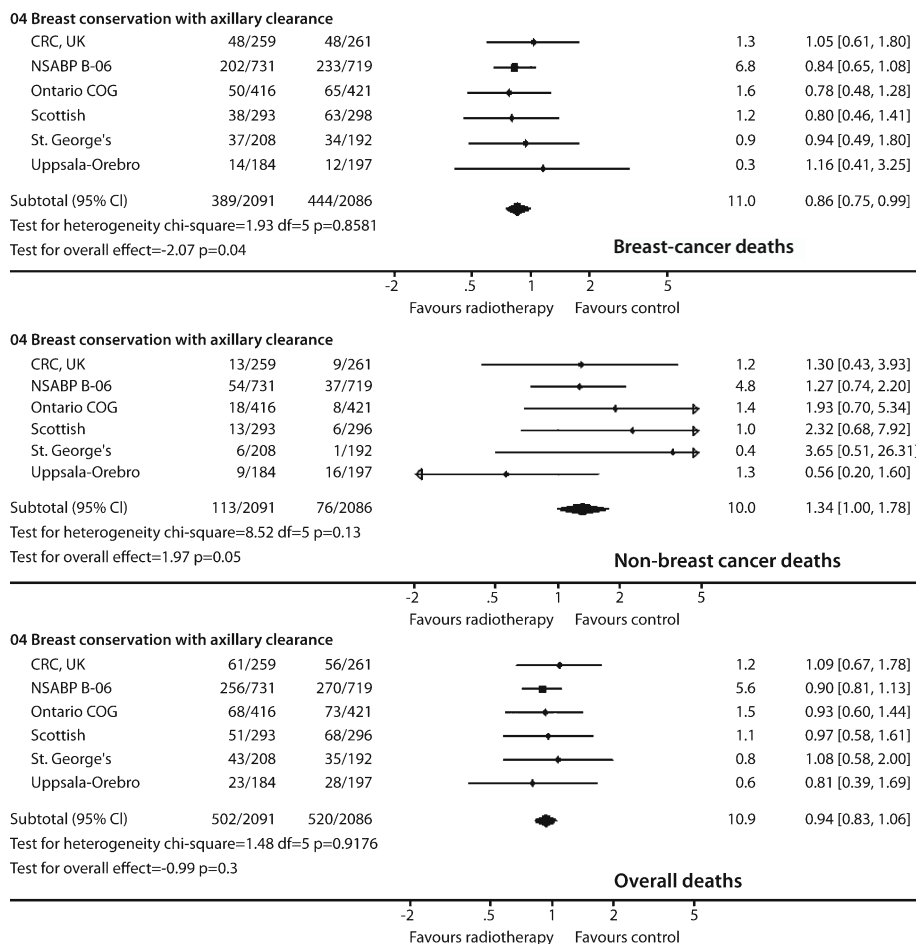 04 Breast conservation with axillary clearance
CRC, UK 48/259 48/261 1.3 1.05 [0.61, 1.80]
NSABP B-06 202/731 233/719 6.8 0.84 [0.65, 1.08]
Ontario COG 50/416 65/421 1.6 0.78 [0.48, 1.28]
Scottish 38/293 63/298 1.2 0.80 [0.46, 1.41]
St. George's 37/208 34/192 0.9 0.94 [0.49, 1.80]
Uppsala-Orebro 14/184 12/197 0.3 1.16 [0.41, 3.25]
Subtotal (95% Cl) 389/2091 444/2086 11.0 0.86 [0.75, 0.99]
Test for heterogeneity chi-square=1.93 df=5 p=0.8581
Test for overall effect=-2.07 p=0.04
Breast-cancer deaths
-2 .5 1 2 5
Favours radiotherapy Favours control
04 Breast conservation with axillary clearance
CRC, UK 13/259 9/261 1.2 1.30 [0.43, 3.93]
NSABP B-06 54/731 37/719 4.8 1.27 [0.74, 2.20]
Ontario COG 18/416 8/421 1.4 1.93 [0.70, 5.34]
Scottish 13/293 6/296 1.0 2.32 [0.68, 7.92]
St. George's 6/208 1/192 0.4 3.65 [0.51, 26.31]
Uppsala-Orebro 9/184 16/197 1.3 0.56 [0.20, 1.60]
Subtotal (95% Cl) 113/2091 76/2086 10.0 1.34 [1.00, 1.78]
Test for heterogeneity chi-square=8.52 df=5 p=0.13
Test for overall effect=1.97 p=0.05
Non-breast cancer deaths
-2 .5 1 2 5
Favours radiotherapy Favours control
04 Breast conservation with axillary clearance
CRC, UK 61/259 56/261 1.2 1.09 [0.67, 1.78]
NSABP B-06 256/731 270/719 5.6 0.90 [0.81, 1.13]
Ontario COG 68/416 73/421 1.5 0.93 [0.60, 1.44]
Scottish 51/293 68/296 1.1 0.97 [0.58, 1.61]
St. George's 43/208 35/192 0.8 1.08 [0.58, 2.00]
Uppsala-Orebro 23/184 28/197 0.6 0.81 [0.39, 1.69]
Subtotal (95% Cl) 502/2091 520/2086 10.9 0.94 [0.83, 1.06]
Test for heterogeneity chi-square=1.48 df=5 p=0.9176
Test for overall effect=-0.99 p=0.3
Overall deaths
-2 .5 1 2 5
Favours radiotherapy Favours control